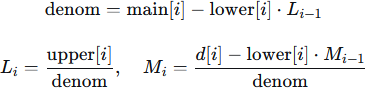 denom = main[i] − lower[i] · L_{i−1}
L_i = upper[i] / denom, M_i = (d[i] − lower[i] · M_{i−1}) / denom